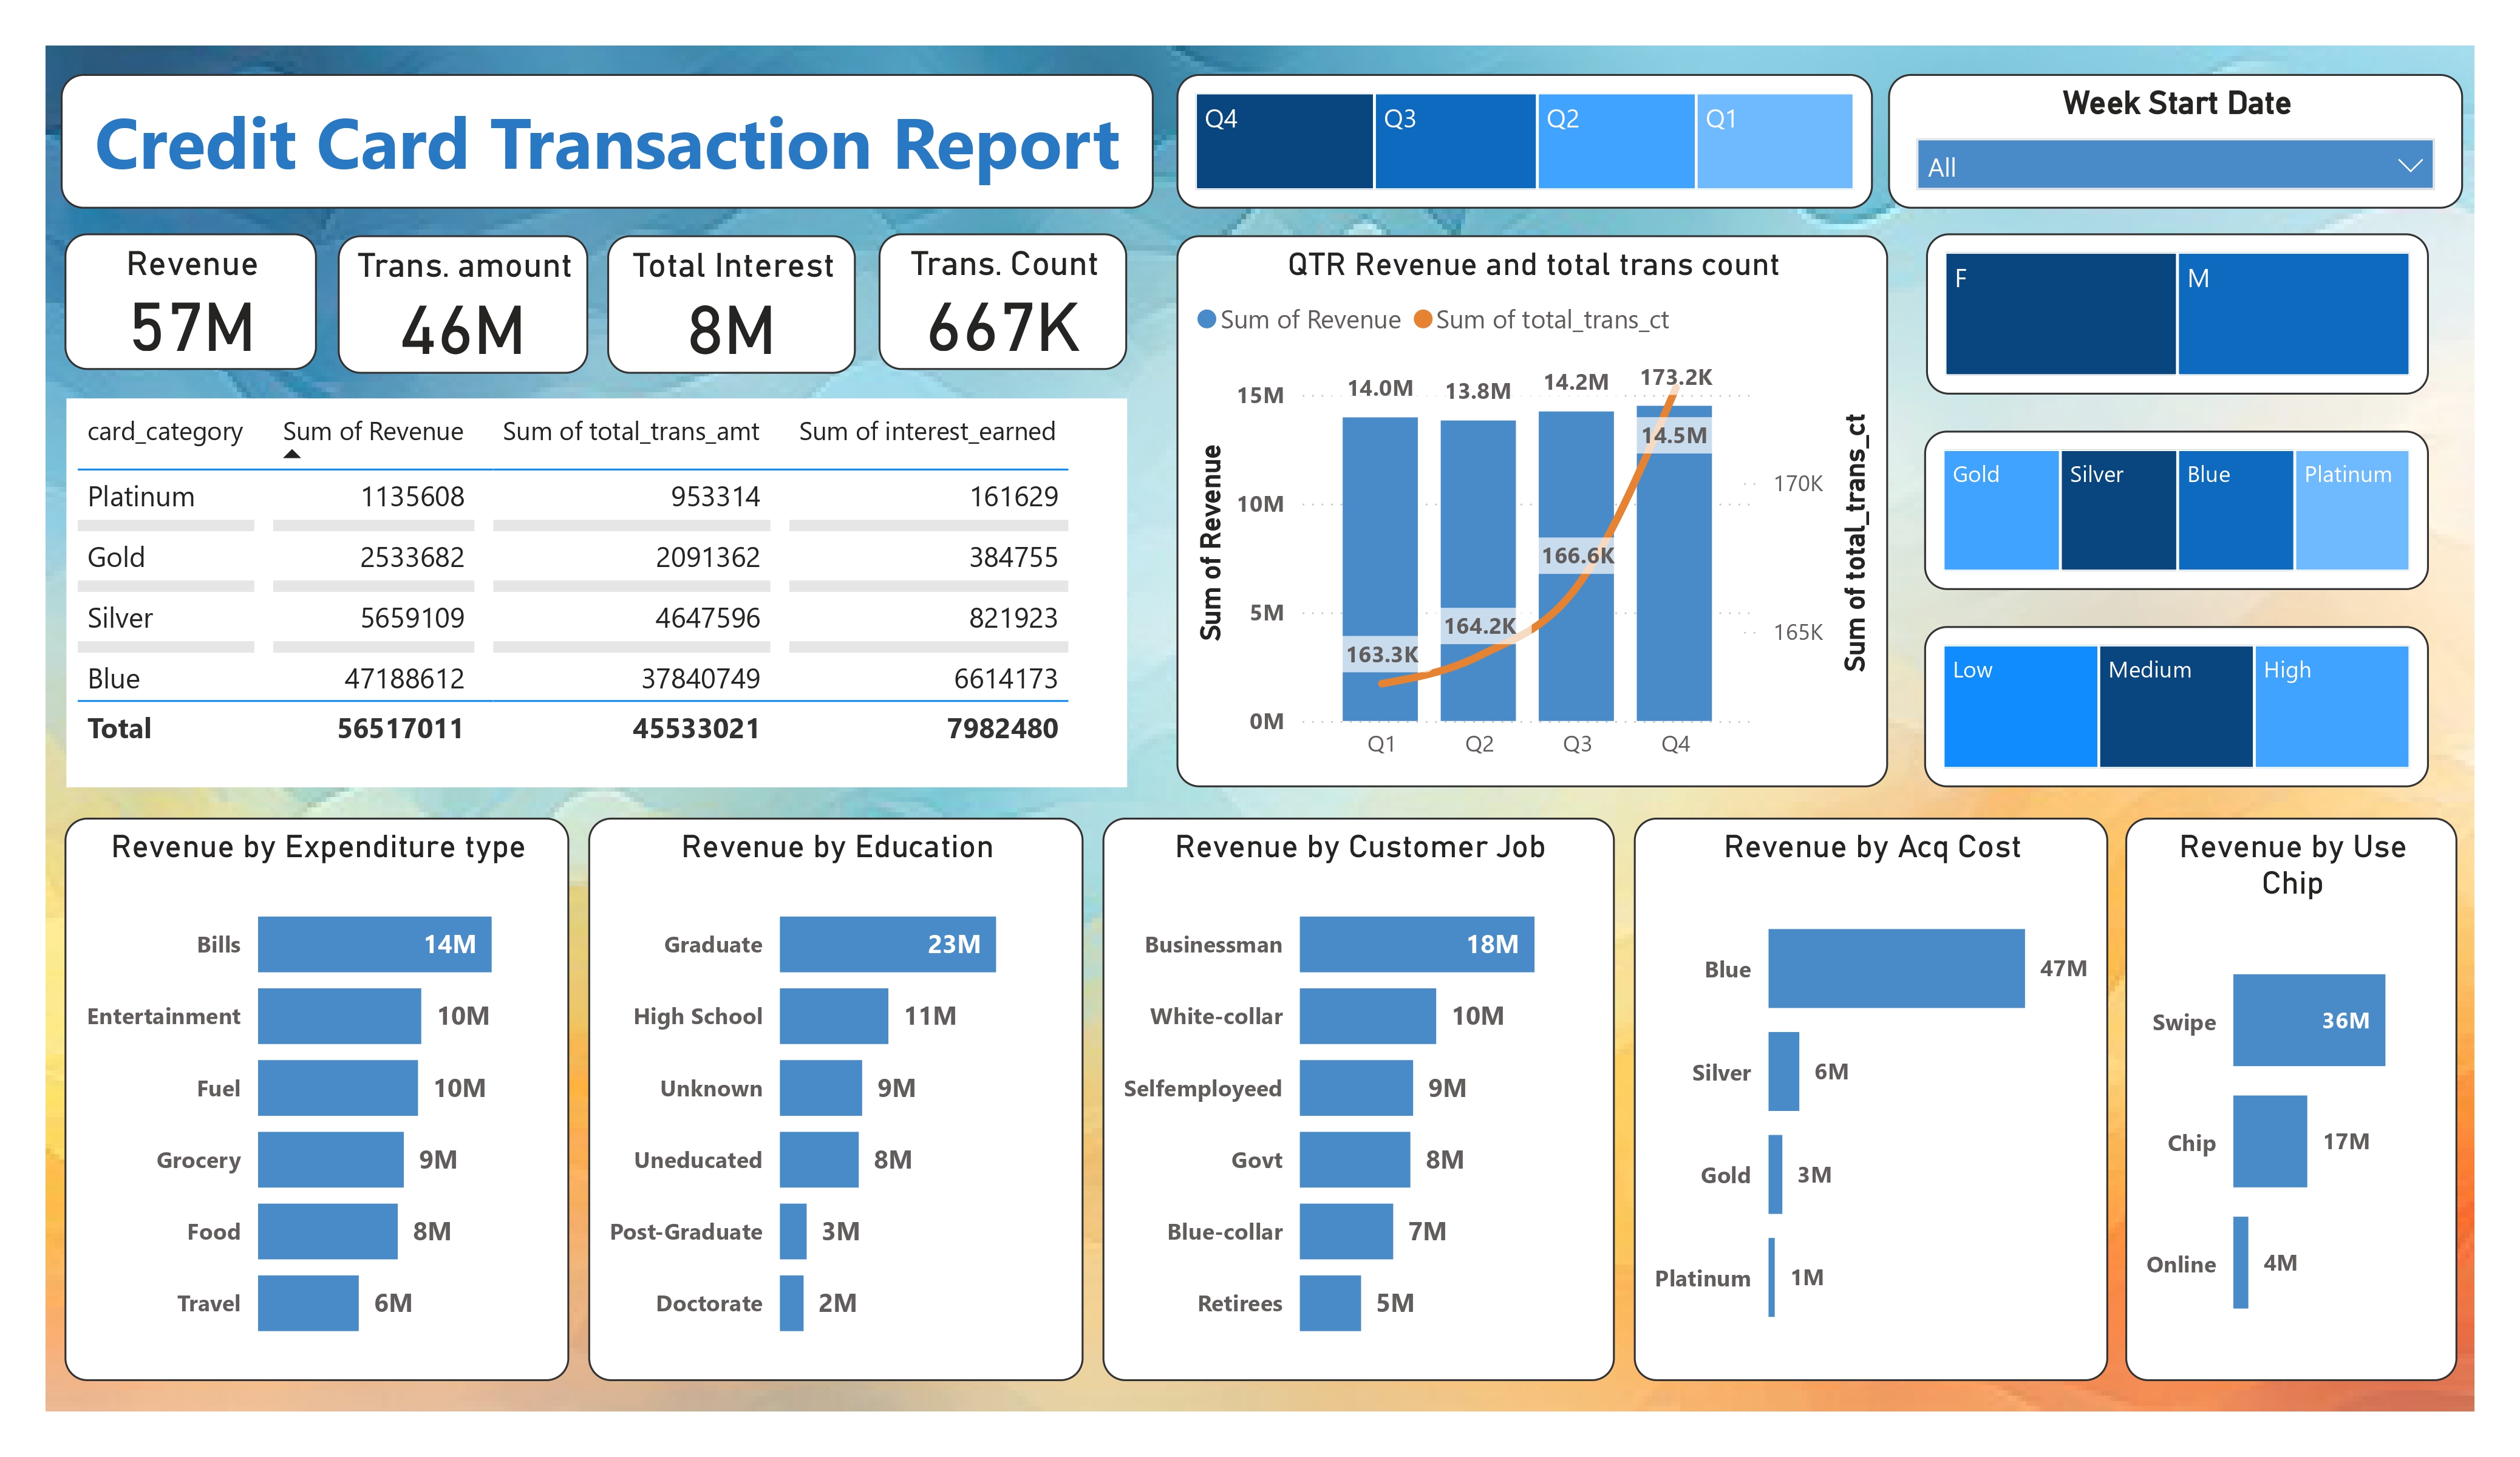 Credit Card Transaction Report
Q4 Q3 Q2 Q1
Week Start Date
All
Revenue
57M
Trans. amount
46M
Total Interest
8M
Trans. Count
667K
card_category Sum of Revenue Sum of total_trans_amt Sum of interest_earned
Platinum 1135608 953314 161629
Gold 2533682 2091362 384755
Silver 5659109 4647596 821923
Blue 47188612 37840749 6614173
Total 56517011 45533021 7982480
QTR Revenue and total trans count
Sum of Revenue Sum of total_trans_ct
Sum of Revenue
15M
10M
5M
0M
14.0M 13.8M 14.2M 173.2K
14.5M
166.6K
164.2K
163.3K
170K
165K
Q1 Q2 Q3 Q4
Sum of total_trans_ct
F M
Gold Silver Blue Platinum
Low Medium High
Revenue by Expenditure type
Bills 14M
Entertainment 10M
Fuel 10M
Grocery 9M
Food 8M
Travel 6M
Revenue by Education
Graduate 23M
High School 11M
Unknown 9M
Uneducated 8M
Post-Graduate 3M
Doctorate 2M
Revenue by Customer Job
Businessman 18M
White-collar 10M
Selfemployeed 9M
Govt 8M
Blue-collar 7M
Retirees 5M
Revenue by Acq Cost
Blue 47M
Silver 6M
Gold 3M
Platinum 1M
Revenue by Use
Chip
Swipe 36M
Chip 17M
Online 4M